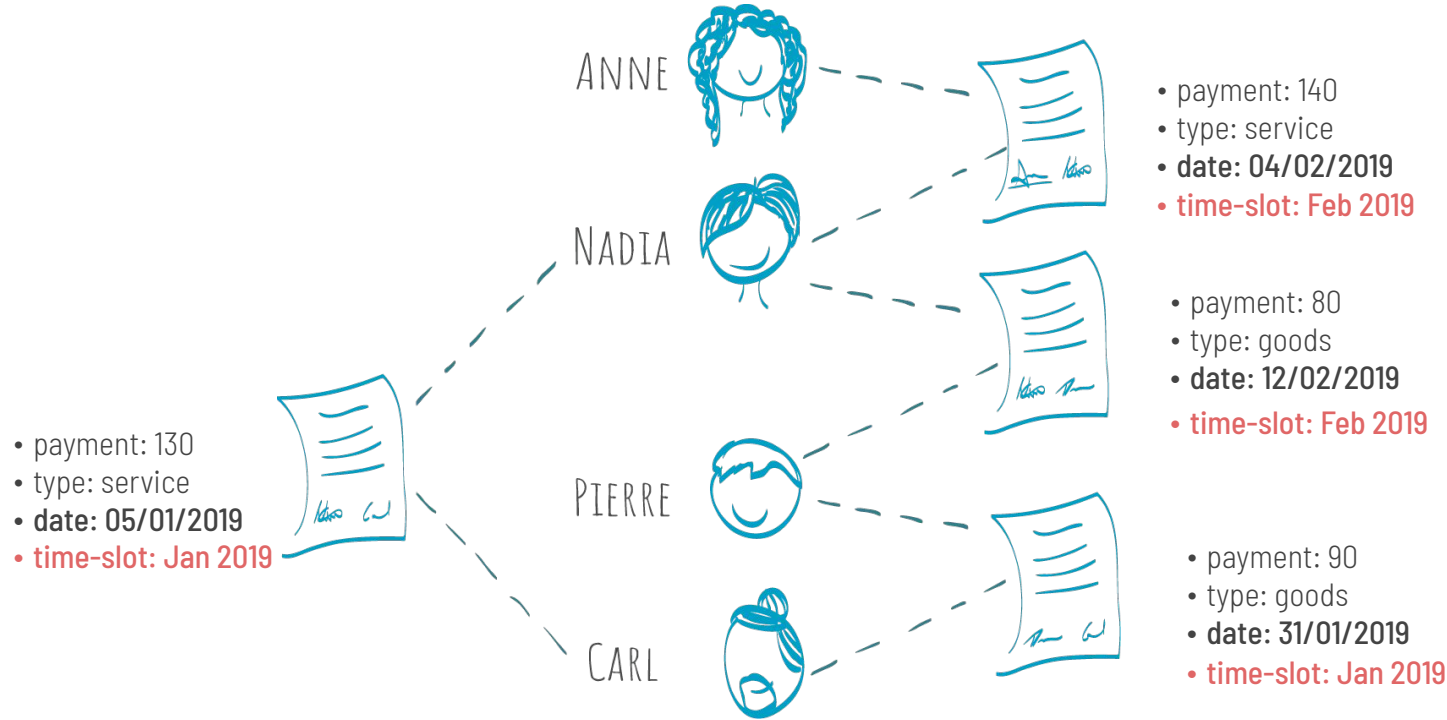 ANNE
• payment: 140
• type: service
• date: 04/02/2019
• time-slot: Feb 2019
NADIA
• payment: 80
• type: goods
• date: 12/02/2019
• time-slot: Feb 2019
• payment: 130
• type: service
• date: 05/01/2019
• time-slot: Jan 2019
PIERRE
• payment: 90
• type: goods
• date: 31/01/2019
• time-slot: Jan 2019
CARL